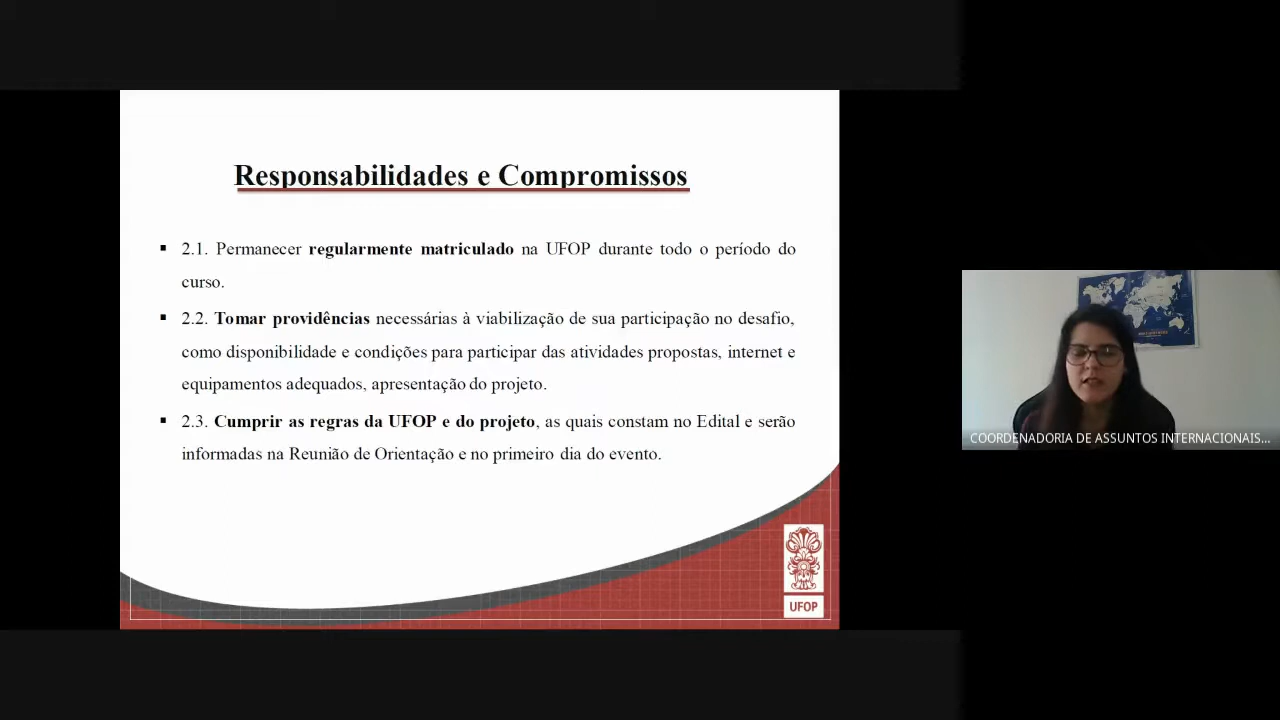 Responsabilidades e Compromissos
▪ 2.1. Permanecer regularmente matriculado na UFOP durante todo o período do
curso.
▪ 2.2. Tomar providências necessárias à viabilização de sua participação no desafio,
como disponibilidade e condições para participar das atividades propostas, internet e
equipamentos adequados, apresentação do projeto.
▪ 2.3. Cumprir as regras da UFOP e do projeto, as quais constam no Edital e serão
informadas na Reunião de Orientação e no primeiro dia do evento.
UFOP
COORDENADORIA DE ASSUNTOS INTERNACIONAIS...